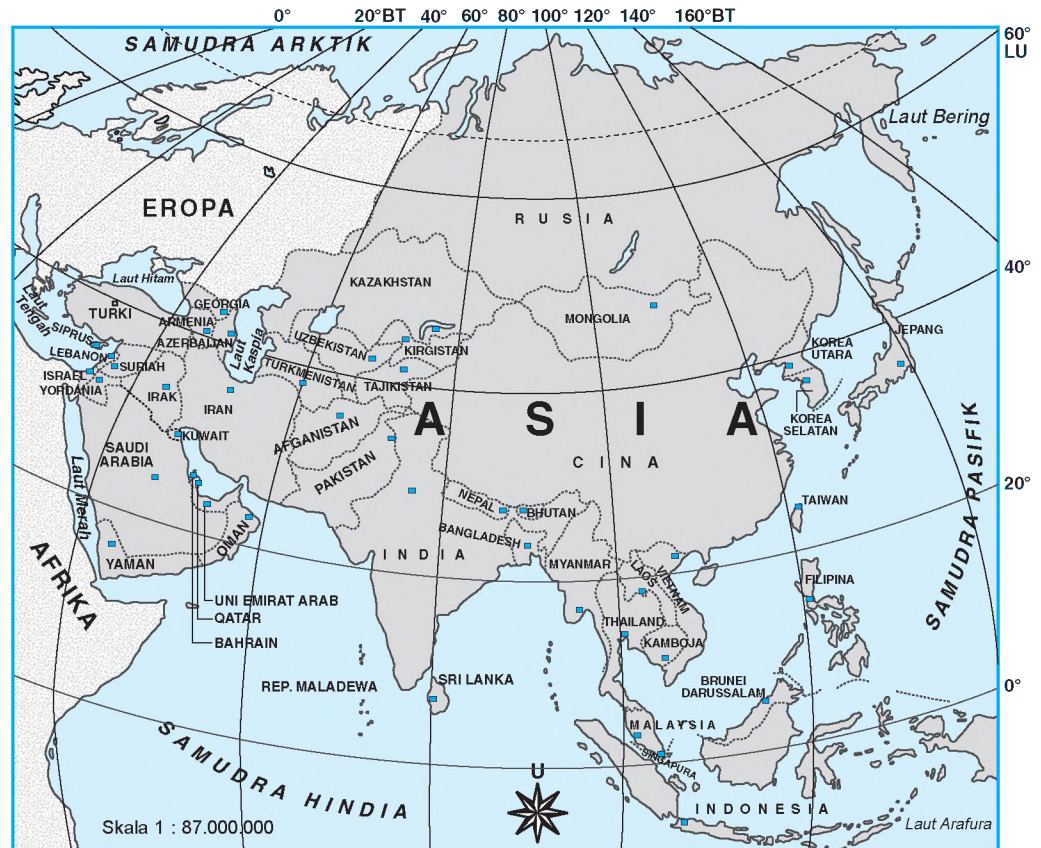 0° 20°BT 40° 60° 80° 100° 120° 140° 160°BT
60°
LU
SAMUDRA ARKTIK
Laut Bering
EROPA
RUSIA
40°
Laut Hitam
KAZAKHSTAN
Laut
Tengah
TURKI
GEORGIA
ARMENIA
AZERBAIJAN
Laut
Kaspia
MONGOLIA
JEPANG
SIPRUS
LEBANON
SURIAH
ISRAEL
YORDANIA
IRAK
IRAN
UZBEKISTAN
KIRGISTAN
TURKMENISTAN
TAJIKISTAN
KOREA
UTARA
KOREA
SELATAN
ASIA
KUWAIT
AFGANISTAN
SAUDI
ARABIA
PAKISTAN
CINA
SAMUDRA PASIFIK
20°
Laut Merah
NEPAL
BHUTAN
TAIWAN
BANGLADESH
OMAN
YAMAN
INDIA
MYANMAR
LAOS
VIETNAM
AFRIKA
FILIPINA
UNI EMIRAT ARAB
QATAR
BAHRAIN
THAILAND
KAMBOJA
REP. MALADEWA
SRI LANKA
BRUNEI
DARUSSALAM
0°
MALAYSIA
SINGAPURA
SAMUDRA HINDIA
U
INDONESIA
Skala 1 : 87.000.000
Laut Arafura